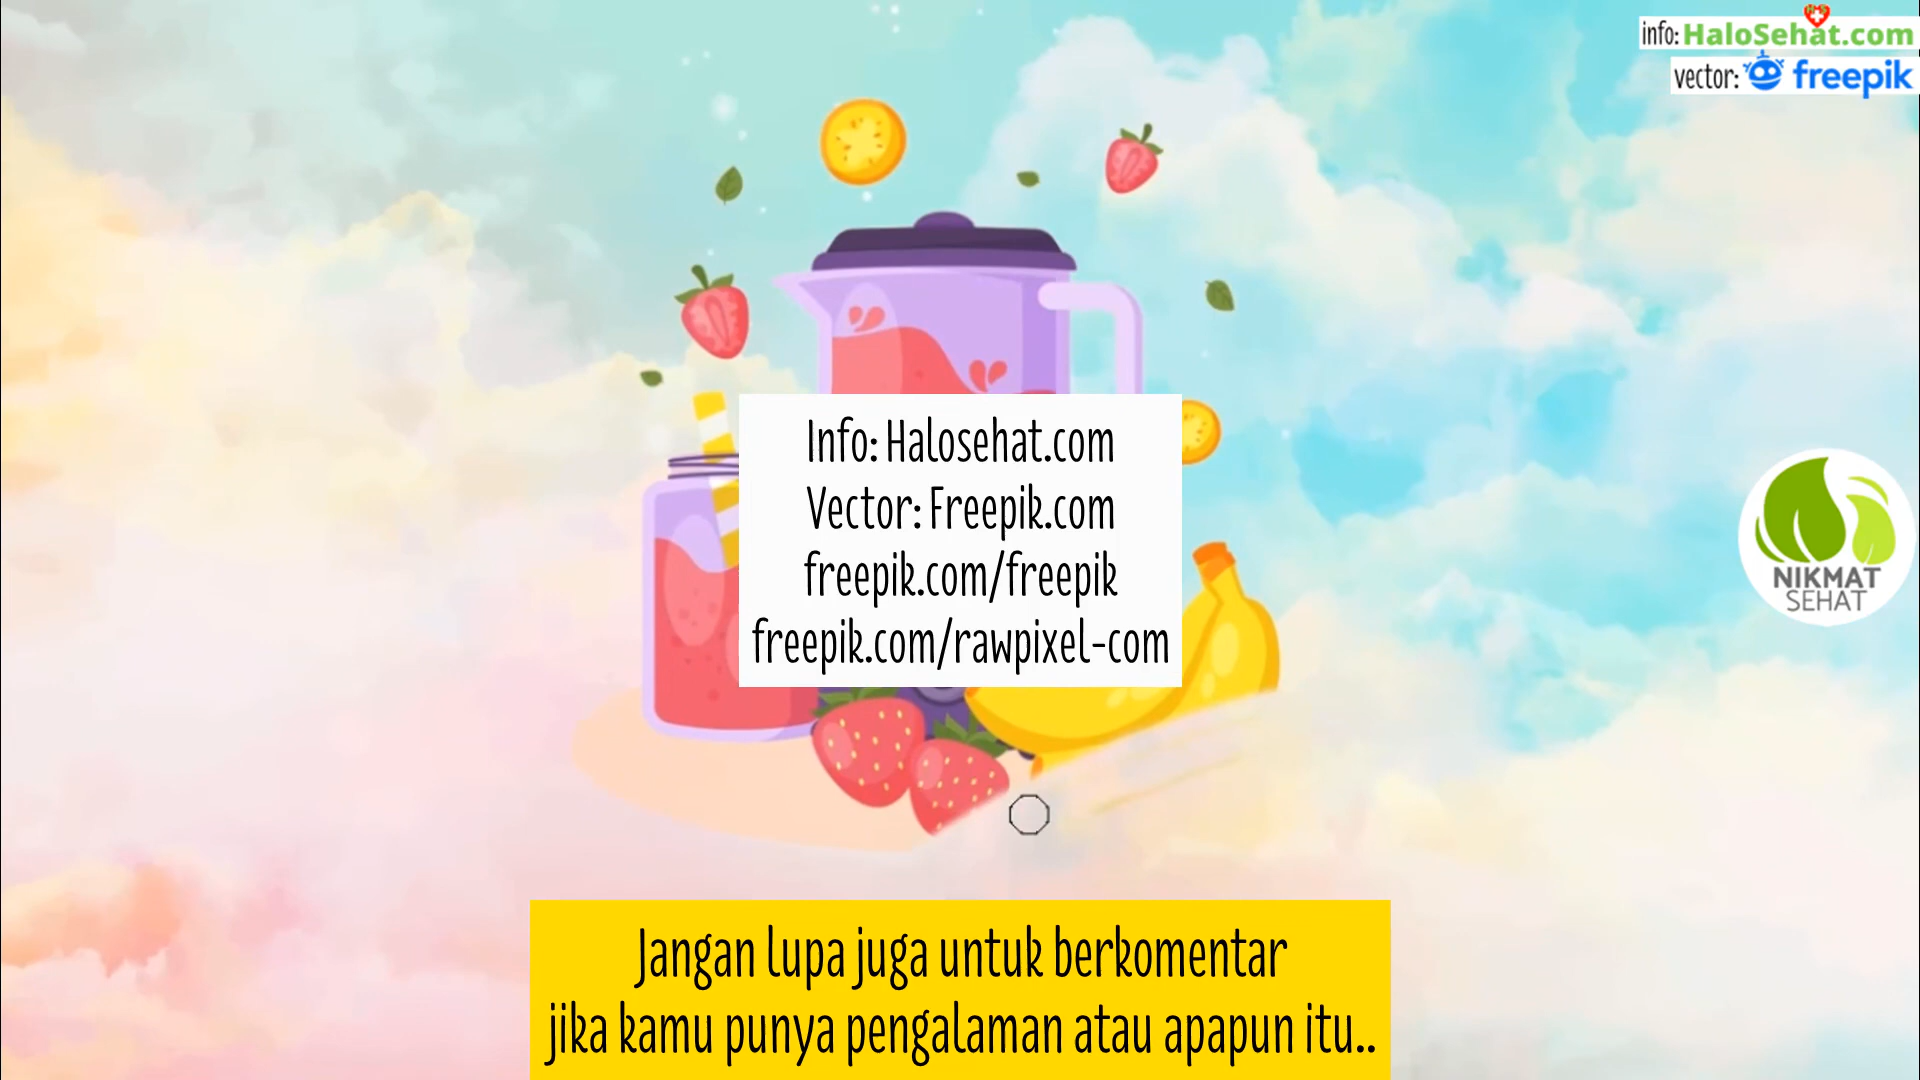 info: HaloSehat.com
vector: freepik
Info: Halosehat.com
Vector: Freepik.com
freepik.com/freepik
freepik.com/rawpixel-com
NIKMAT
SEHAT
Jangan lupa juga untuk berkomentar
jika kamu punya pengalaman atau apapun itu..